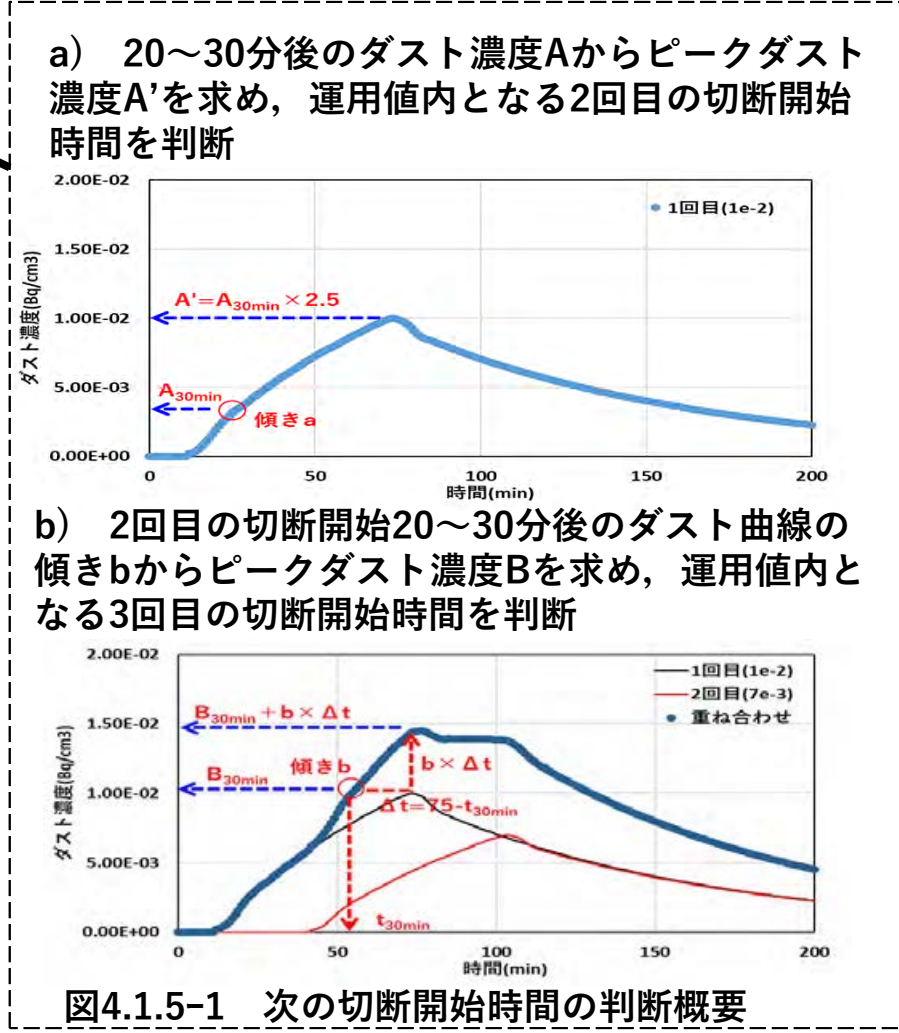 a)　20～30分後のダスト濃度Aからピークダスト
濃度A’を求め，運用値内となる2回目の切断開始
時間を判断
2.00E-02
1.50E-02
1.00E-02
5.00E-03
0.00E+00
ダスト濃度(Bq/cm3)
1回目(1e-2)
A'=A30min×2.5
A30min
傾きa
0 50 100 150 200
時間(min)
b)　2回目の切断開始20～30分後のダスト曲線の
傾きbからピークダスト濃度Bを求め，運用値内と
なる3回目の切断開始時間を判断
2.00E-02
1.50E-02
1.00E-02
5.00E-03
0.00E+00
ダスト濃度(Bq/cm3)
1回目(1e-2)
2回目(7e-3)
重ね合わせ
B30min+b×Δt
傾きb
b×Δt
B30min
Δt=75-t30min
t30min
0 50 100 150 200
時間(min)
図4.1.5-1　次の切断開始時間の判断概要